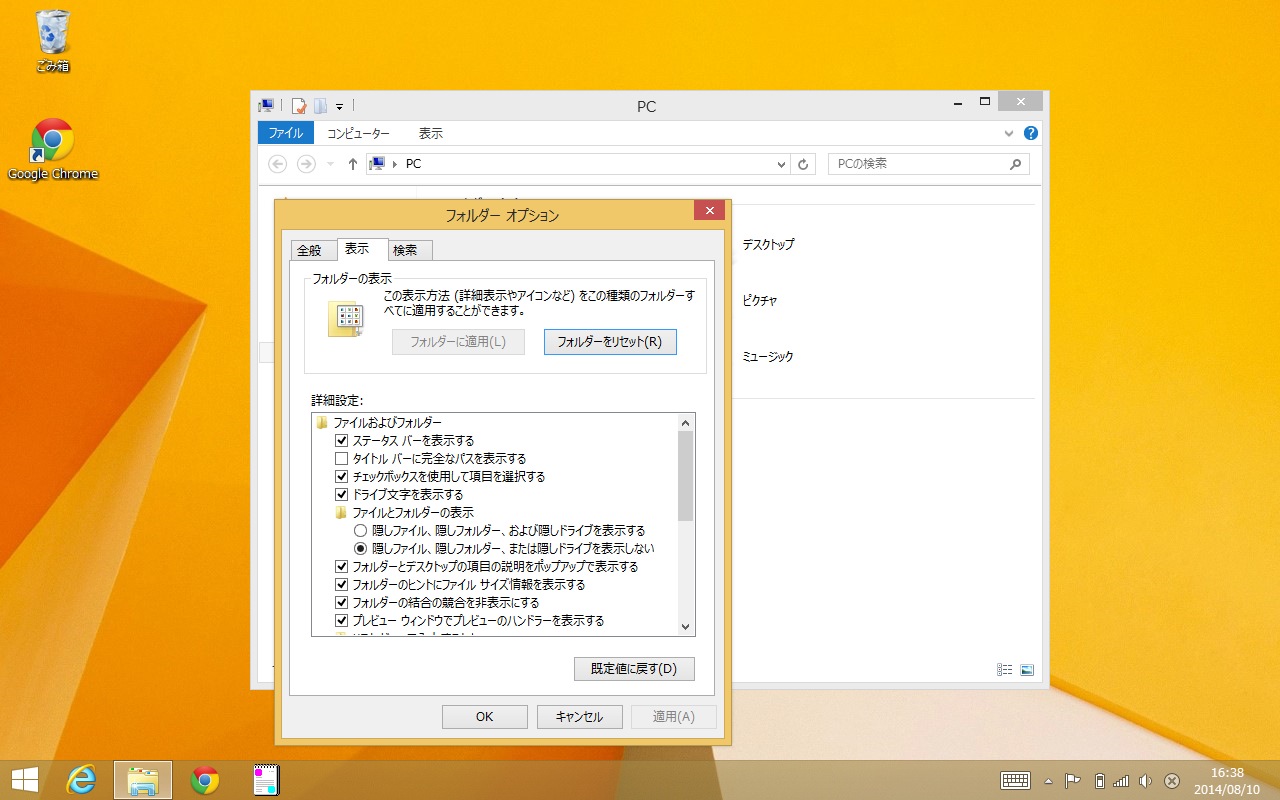 ごみ箱
Google Chrome
PC
ファイル
コンピューター
表示
PC
PCの検索
デスクトップ
ピクチャ
ミュージック
フォルダー オプション
全般
表示
検索
フォルダーの表示
この表示方法 (詳細表示やアイコンなど) をこの種類のフォルダーす
べてに適用することができます。
フォルダーに適用(L)
フォルダーをリセット(R)
詳細設定:
ファイルおよびフォルダー
ステータス バーを表示する
タイトル バーに完全なパスを表示する
チェックボックスを使用して項目を選択する
ドライブ文字を表示する
ファイルとフォルダーの表示
隠しファイル、隠しフォルダー、および隠しドライブを表示する
隠しファイル、隠しフォルダー、または隠しドライブを表示しない
フォルダーとデスクトップの項目の説明をポップアップで表示する
フォルダーのヒントにファイル サイズ情報を表示する
フォルダーの結合の競合を非表示にする
プレビュー ウィンドウでプレビューのハンドラーを表示する
既定値に戻す(D)
OK
キャンセル
適用(A)
16:38
2014/08/10